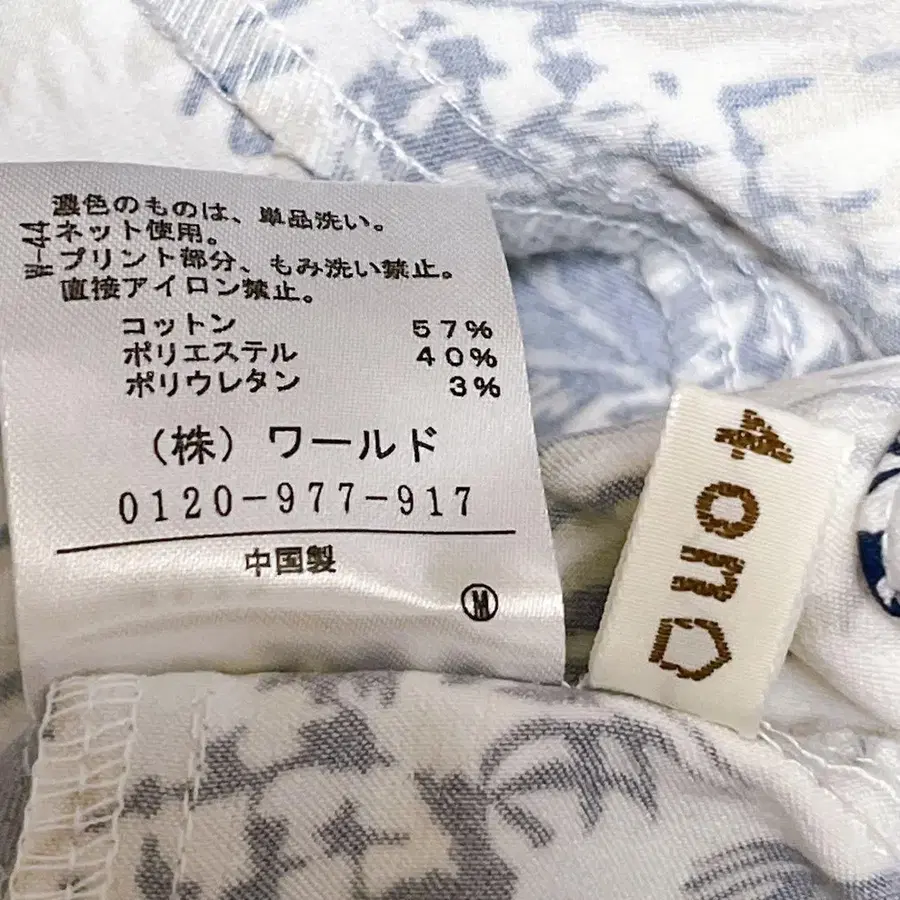 濃色のものは、単品洗い。
ネット使用。
プリント部分、もみ洗い禁止。
直接アイロン禁止。
W-44
コットン 57%
ポリエステル 40%
ポリウレタン 3%
(株)ワールド
0120-977-917
中国製
M